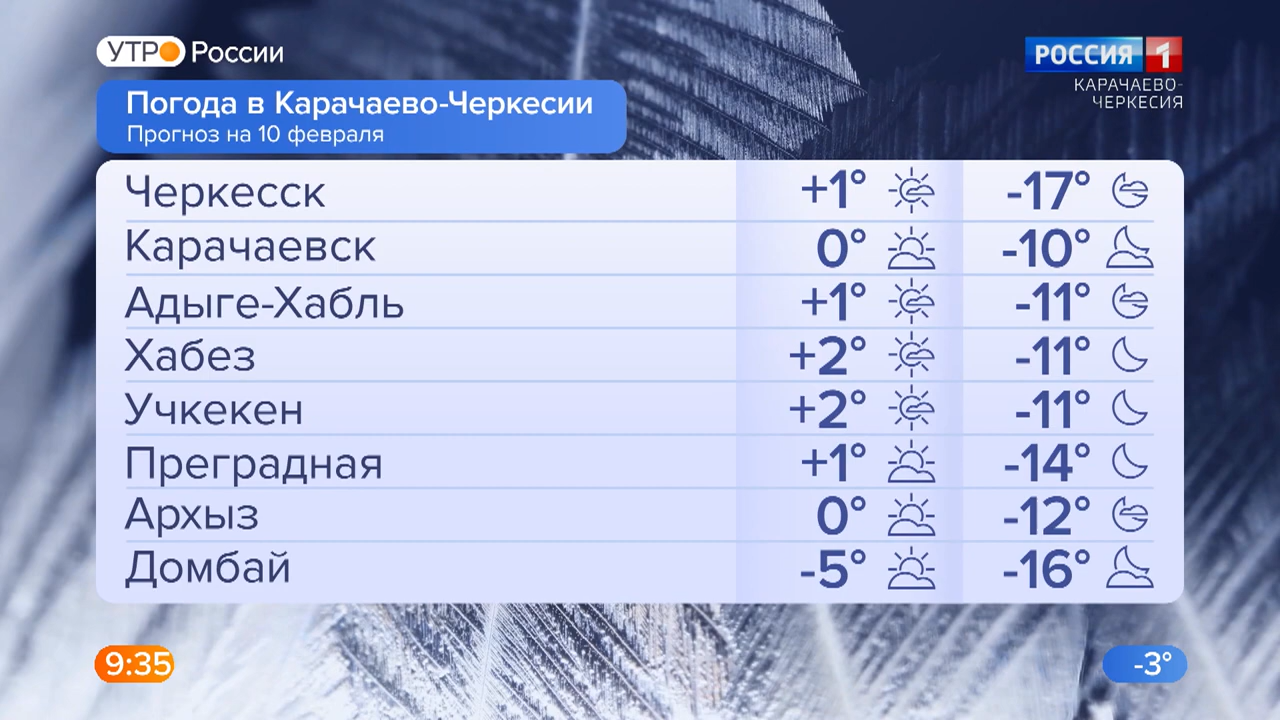 УТРО России
РОССИЯ 1
КАРАЧАЕВО-
ЧЕРКЕСИЯ
Погода в Карачаево-Черкесии
Прогноз на 10 февраля
Черкесск +1° -17°
Карачаевск 0° -10°
Адыге-Хабль +1° -11°
Хабез +2° -11°
Учкекен +2° -11°
Преградная +1° -14°
Архыз 0° -12°
Домбай -5° -16°
9:35 -3°